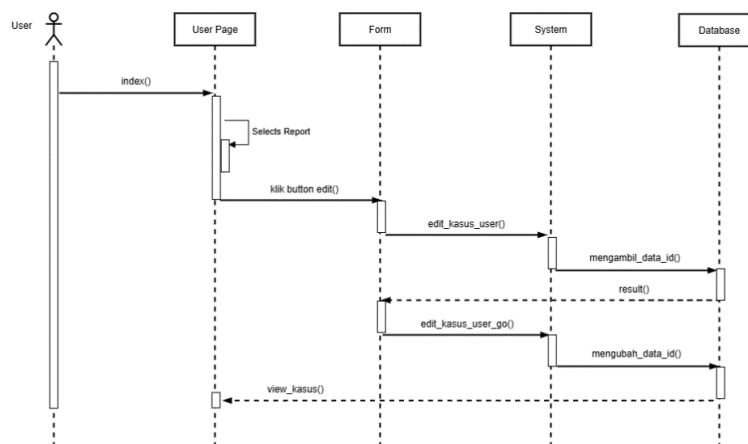 User
User Page
Form
System
Database
index()
Selects Report
klik button edit()
edit_kasus_user()
mengambil_data_id()
result()
edit_kasus_user_go()
mengubah_data_id()
view_kasus()